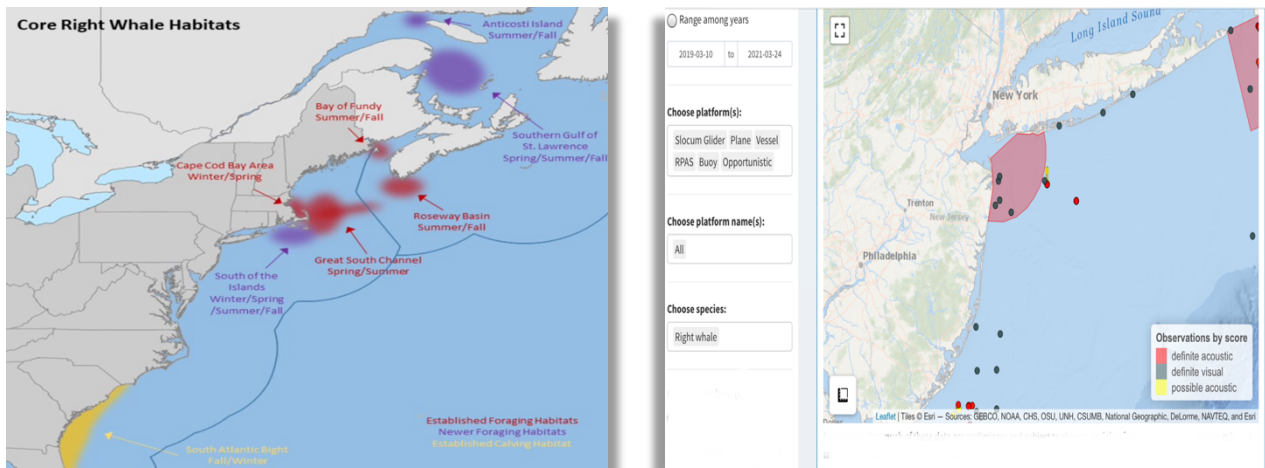 Core Right Whale Habitats
Anticosti Island
Summer/Fall
Bay of Fundy
Summer/Fall
Southern Gulf of
St. Lawrence
Spring/Summer/Fall
Cape Cod Bay Area
Winter/Spring
Roseway Basin
Summer/Fall
Great South Channel
Spring/Summer
South of the
Islands
Winter/Spring
/Summer/Fall
Established Foraging Habitats
Newer Foraging Habitats
Established Calving Habitat
South Atlantic Bight
Fall/Winter
Range among years
2019-03-10 to 2021-03-24
Choose platform(s):
Slocum Glider Plane Vessel
RPAS Buoy Opportunistic
Choose platform name(s):
All
Choose species:
Right whale
Long Island Sound
New York
Trenton
New Jersey
Philadelphia
Observations by score
definite acoustic
definite visual
possible acoustic
Leaflet | Tiles © Esri — Sources: GEBCO, NOAA, CHS, OSU, UNH, CSUMB, National Geographic, DeLorme, NAVTEQ, and Esri